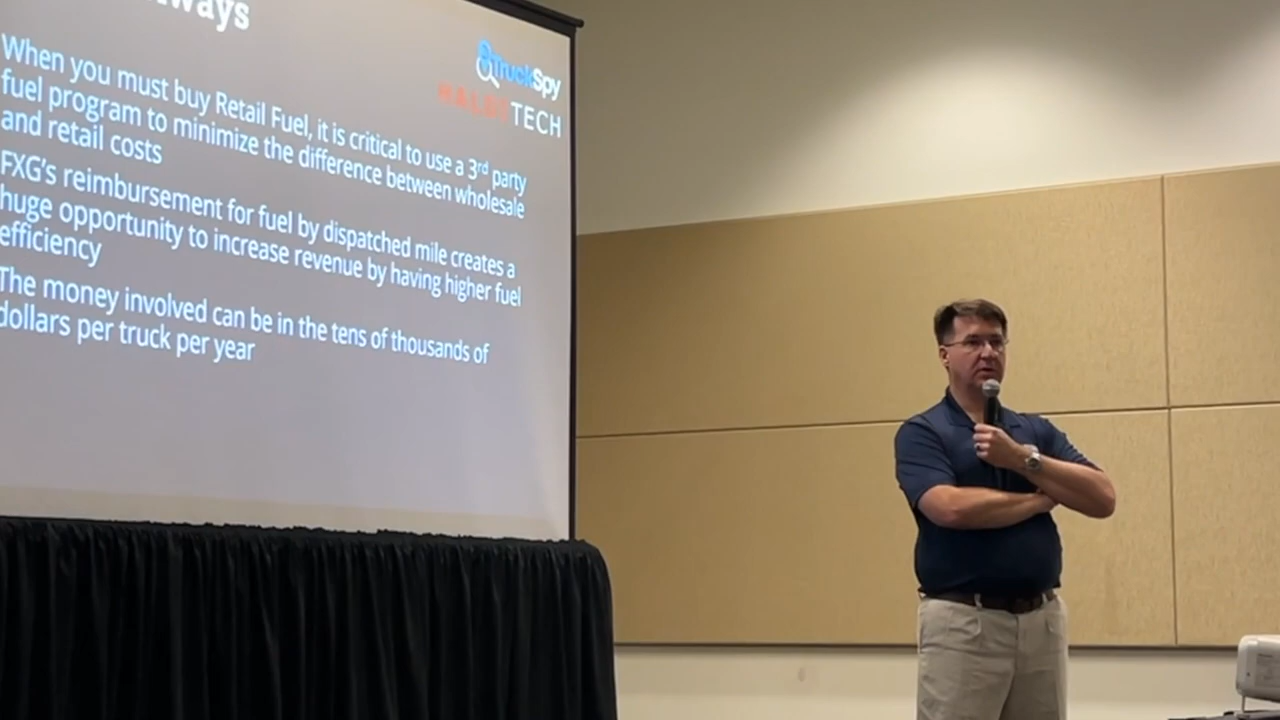 ways
TruckSpy
HALO TECH
When you must buy Retail Fuel, it is critical to use a 3rd party
fuel program to minimize the difference between wholesale
and retail costs
FXG's reimbursement for fuel by dispatched mile creates a
huge opportunity to increase revenue by having higher fuel
efficiency
The money involved can be in the tens of thousands of
dollars per truck per year